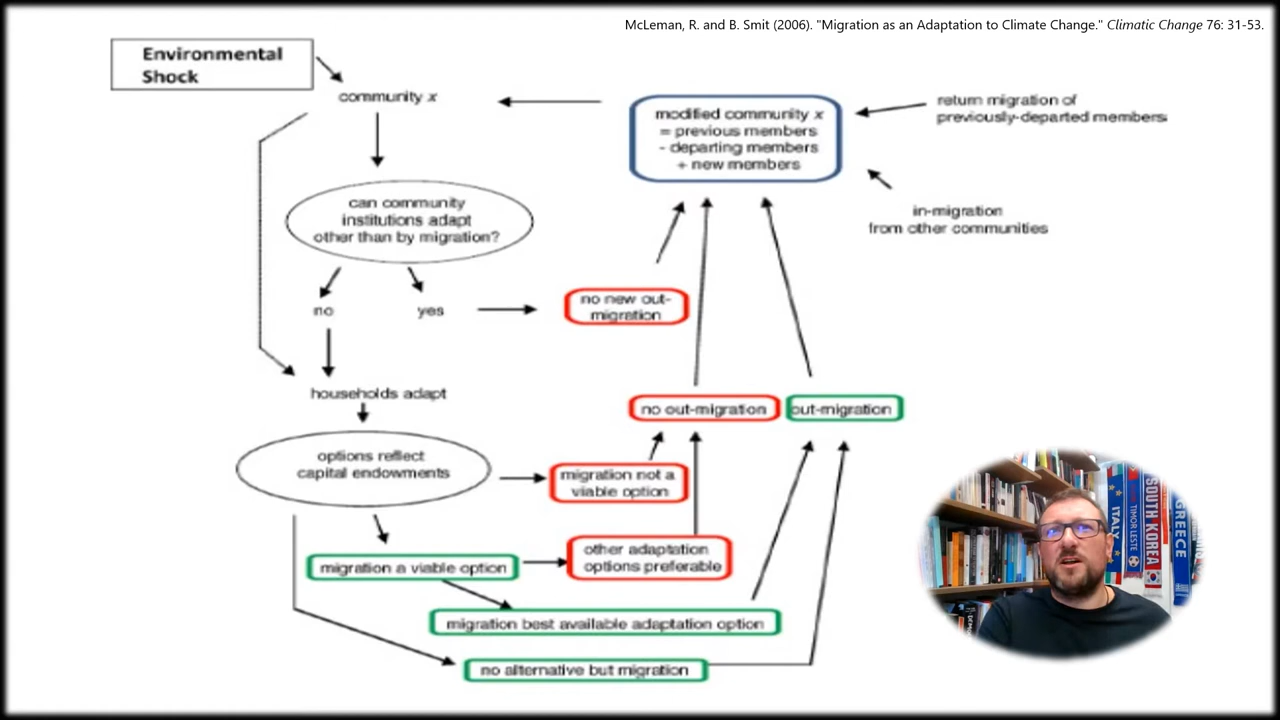 McLeman, R. and B. Smit (2006). "Migration as an Adaptation to Climate Change." Climatic Change 76: 31-53.
Environmental
Shock
community x
modified community x
= previous members
- departing members
+ new members
return migration of
previously-departed members
can community
institutions adapt
other than by migration?
in-migration
from other communities
no
yes
no new out-
migration
households adapt
no out-migration
out-migration
options reflect
capital endowments
migration not a
viable option
other adaptation
options preferable
migration a viable option
migration best available adaptation option
no alternative but migration
ITALY
TIMOR LESTE
SOUTH KOREA
GREECE